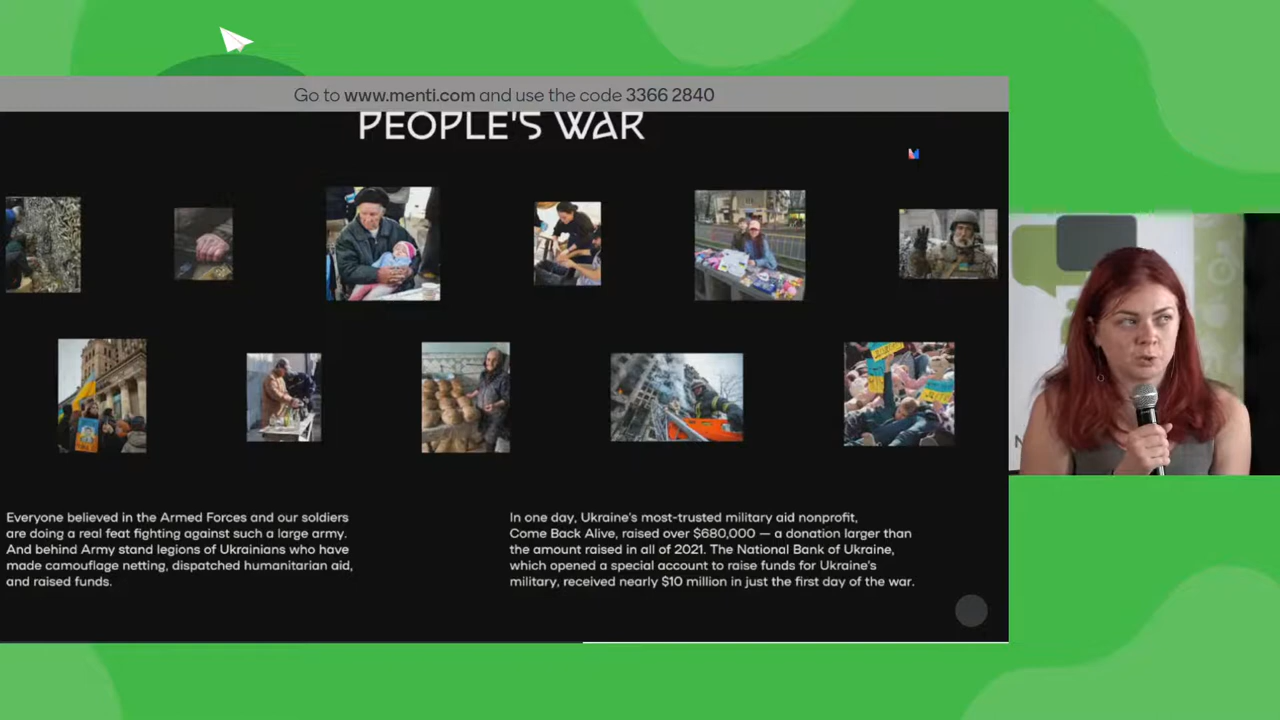 Go to www.menti.com and use the code 3366 2840
PEOPLE'S WAR
Everyone believed in the Armed Forces and our soldiers
are doing a real feat fighting against such a large army.
And behind Army stand legions of Ukrainians who have
made camouflage netting, dispatched humanitarian aid,
and raised funds.
In one day, Ukraine's most-trusted military aid nonprofit,
Come Back Alive, raised over $680,000 — a donation larger than
the amount raised in all of 2021. The National Bank of Ukraine,
which opened a special account to raise funds for Ukraine's
military, received nearly $10 million in just the first day of the war.